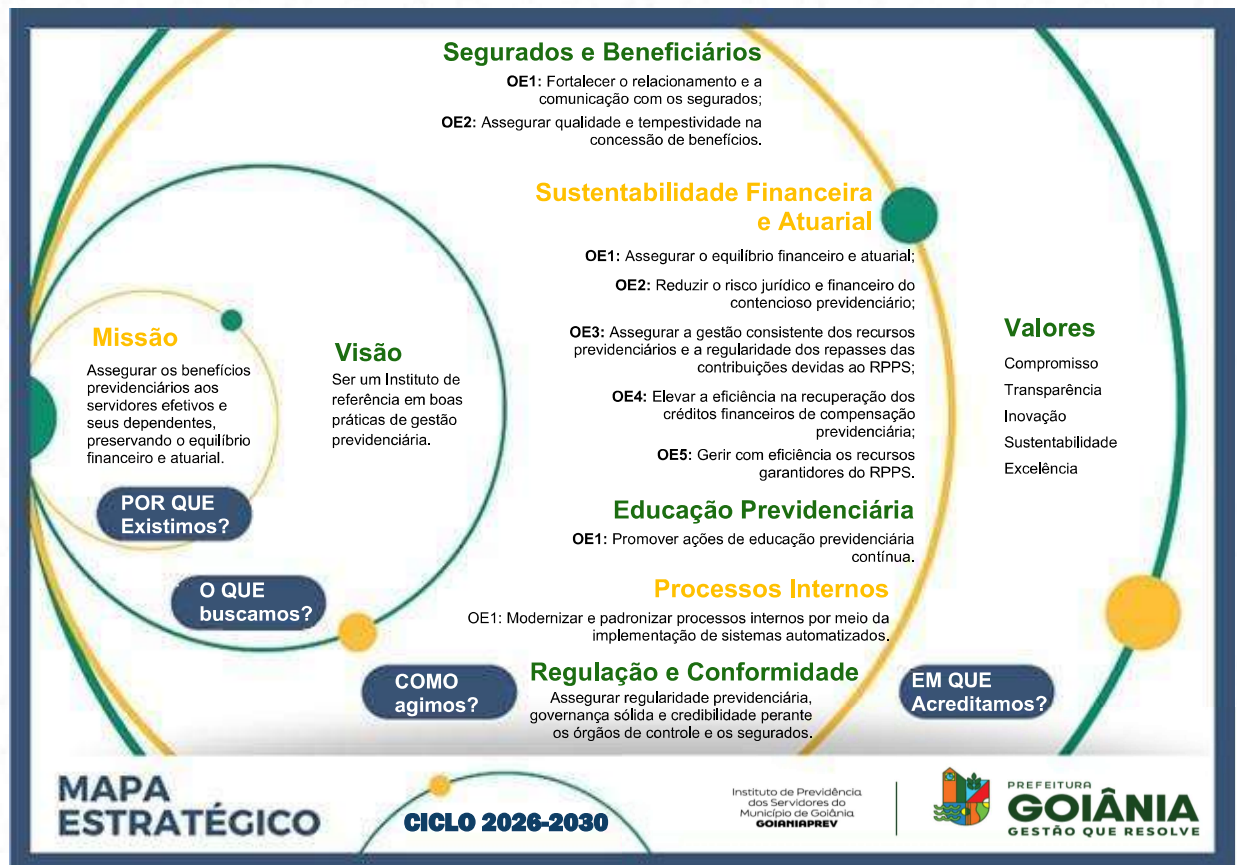 Segurados e Beneficiários
OE1: Fortalecer o relacionamento e a
comunicação com os segurados;
OE2: Assegurar qualidade e tempestividade na
concessão de benefícios.
Sustentabilidade Financeira
e Atuarial
OE1: Assegurar o equilíbrio financeiro e atuarial;
OE2: Reduzir o risco jurídico e financeiro do
contencioso previdenciário;
OE3: Assegurar a gestão consistente dos recursos
previdenciários e a regularidade dos repasses das
contribuições devidas ao RPPS;
OE4: Elevar a eficiência na recuperação dos
créditos financeiros de compensação
previdenciária;
OE5: Gerir com eficiência os recursos
garantidores do RPPS.
Educação Previdenciária
OE1: Promover ações de educação previdenciária
contínua.
Processos Internos
OE1: Modernizar e padronizar processos internos por meio da
implementação de sistemas automatizados.
Regulação e Conformidade
Assegurar regularidade previdenciária,
governança sólida e credibilidade perante
os órgãos de controle e os segurados.
Missão
Assegurar os benefícios
previdenciários aos
servidores efetivos e
seus dependentes,
preservando o equilíbrio
financeiro e atuarial.
POR QUE
Existimos?
Visão
Ser um Instituto de
referência em boas
práticas de gestão
previdenciária.
O QUE
buscamos?
COMO
agimos?
Valores
Compromisso
Transparência
Inovação
Sustentabilidade
Excelência
EM QUE
Acreditamos?
MAPA
ESTRATÉGICO
CICLO 2026-2030
Instituto de Previdência
dos Servidores do
Município de Goiânia
GOIANIAPREV
PREFEITURA
GOIÂNIA
GESTÃO QUE RESOLVE